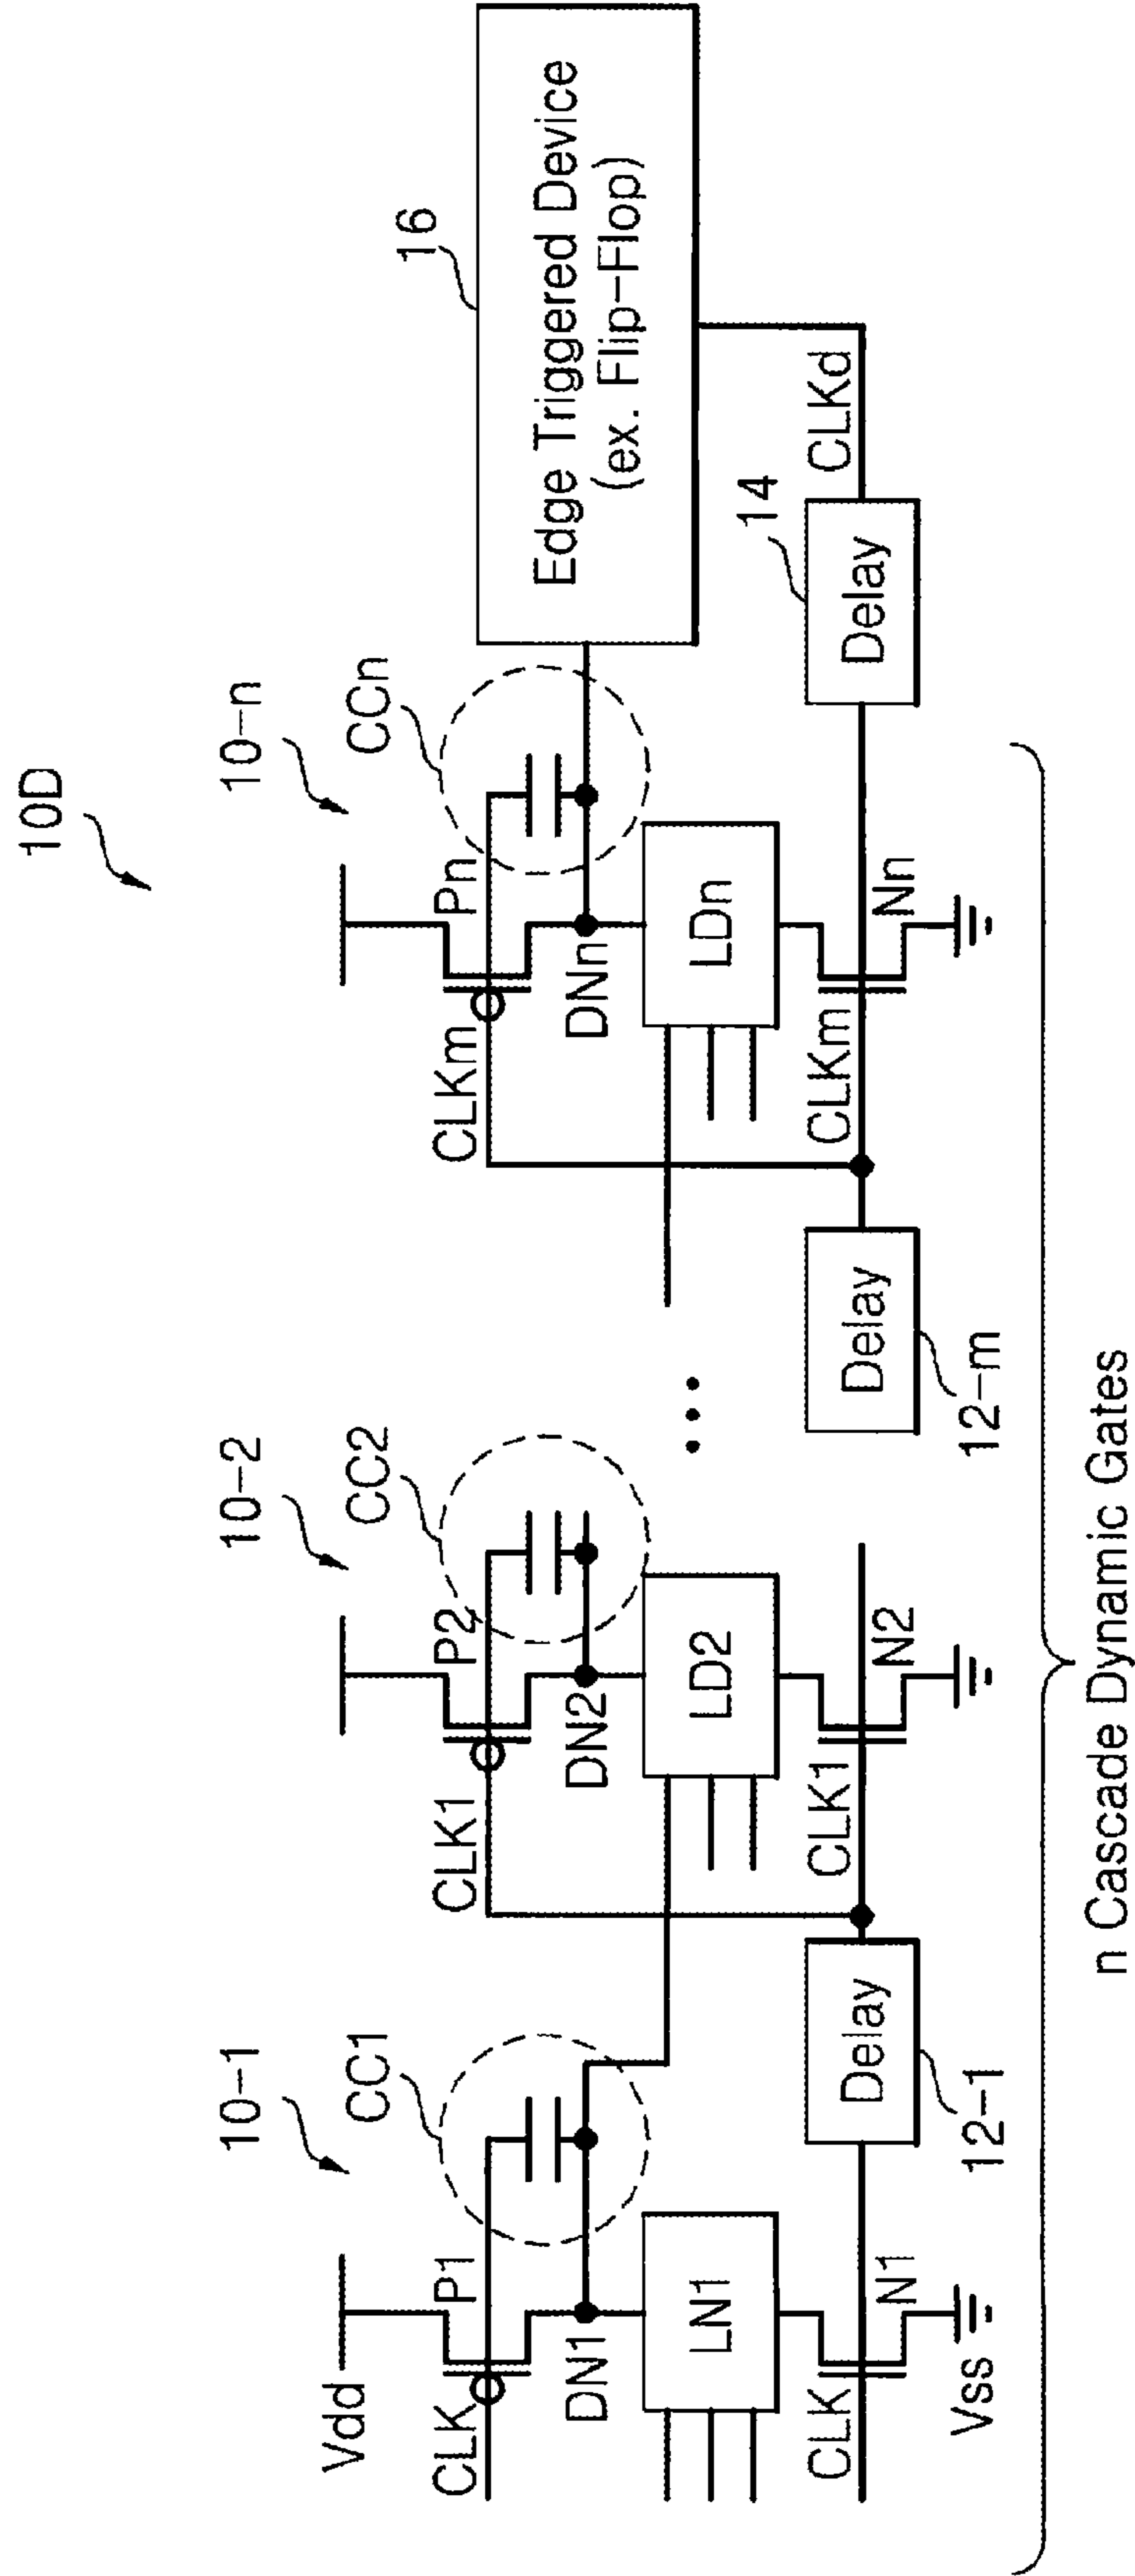 10D
10-1
10-2
10-n
CC1
CC2
CCn
16
Vdd
CLK
P1
CLK1
P2
CLKm
Pn
Edge Triggered Device
(ex. Flip-Flop)
DN1
DN2
DNn
LN1
LD2
LDn
...
14
CLK
N1
Delay
CLK1
N2
Delay
CLKm
Nn
Delay
CLKd
Vss
12-1
12-m
n Cascade Dynamic Gates